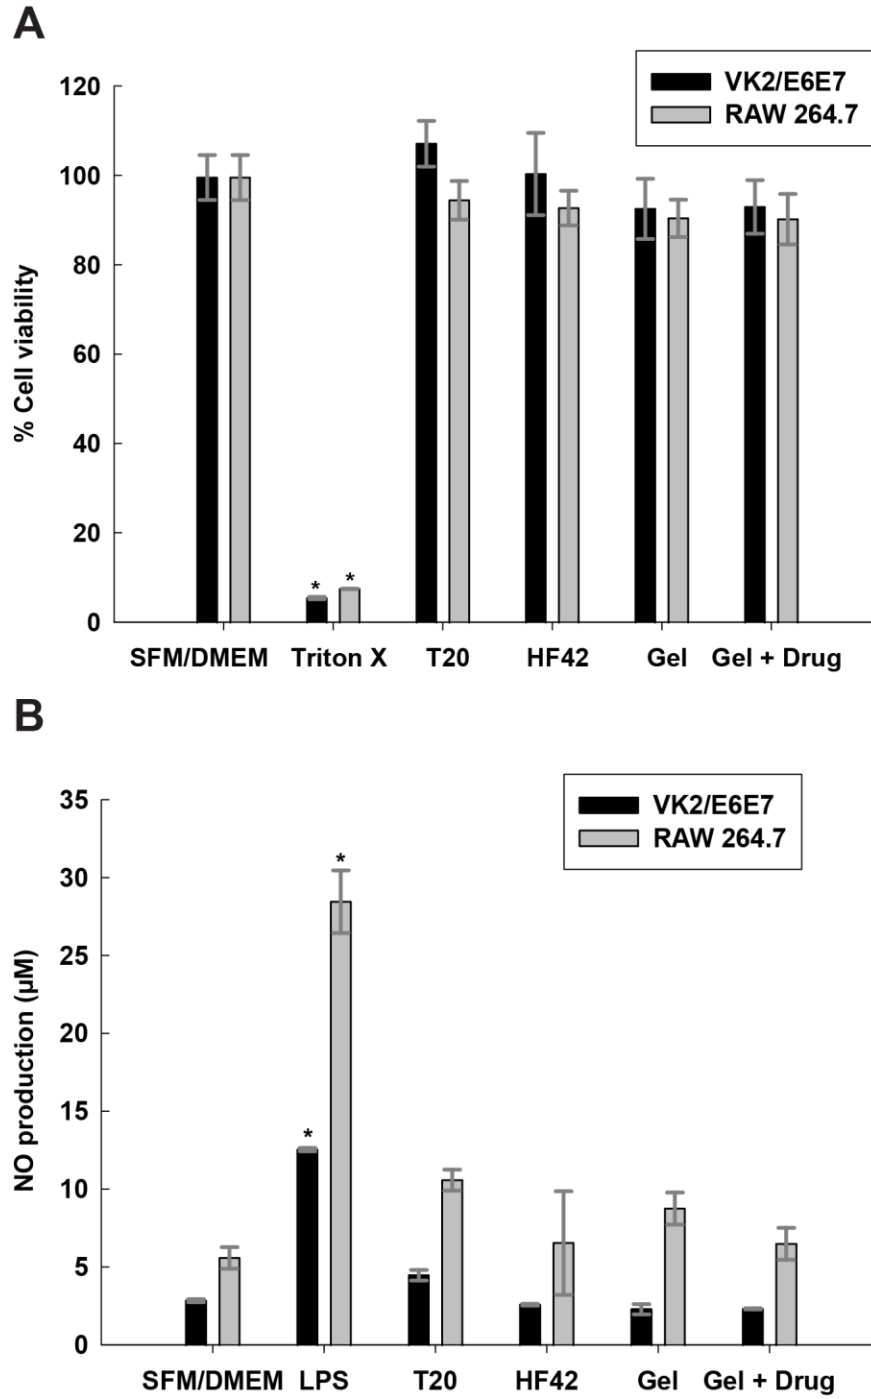 A
120
100
80
60
40
20
0
% Cell viability
VK2/E6E7
RAW 264.7
* *
SFM/DMEM Triton X T20 HF42 Gel Gel + Drug
B
35
30
25
20
15
10
5
0
NO production (µM)
VK2/E6E7
RAW 264.7
*
*
SFM/DMEM LPS T20 HF42 Gel Gel + Drug